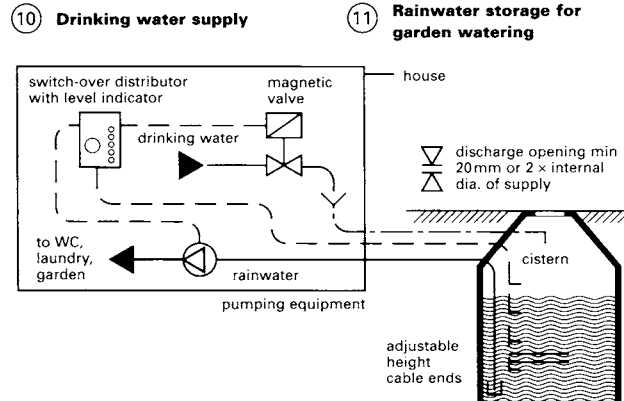 10 Drinking water supply
11 Rainwater storage for
garden watering
switch-over distributor
with level indicator
magnetic
valve
house
drinking water
discharge opening min
20mm or 2 × internal
dia. of supply
to WC,
laundry,
garden
rainwater
cistern
pumping equipment
adjustable
height
cable ends